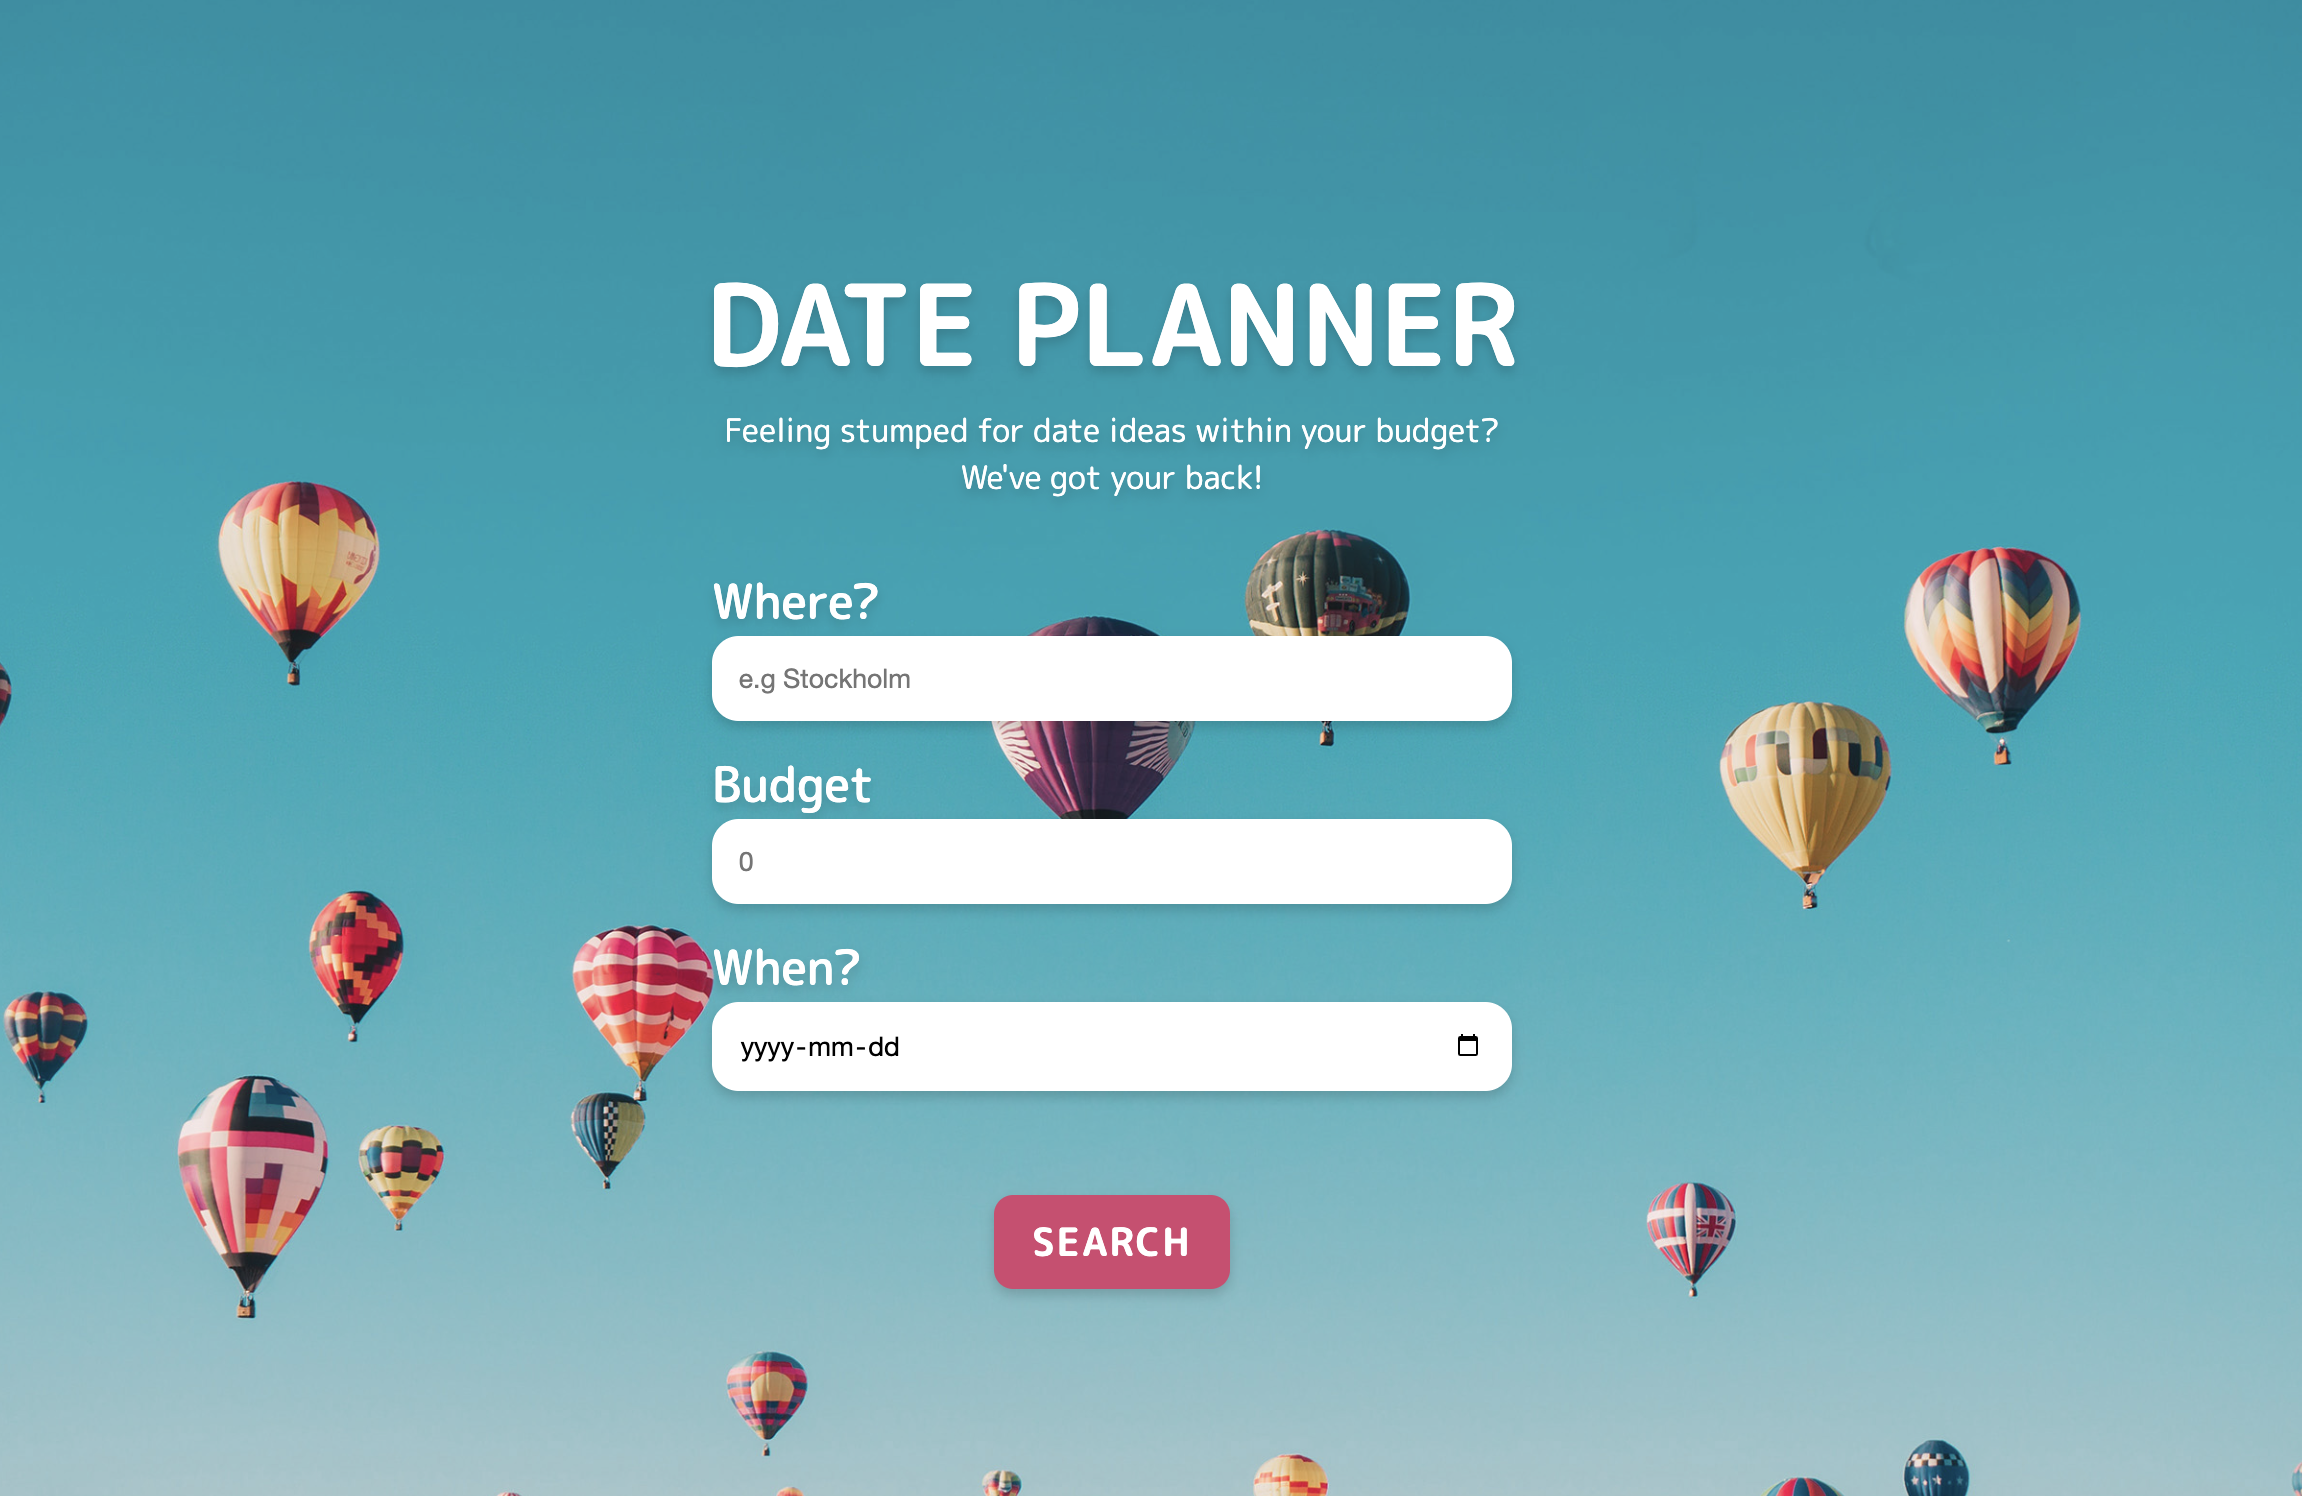 DATE PLANNER
Feeling stumped for date ideas within your budget?
We've got your back!
Where?
e.g Stockholm
Budget
0
When?
yyyy-mm-dd
SEARCH